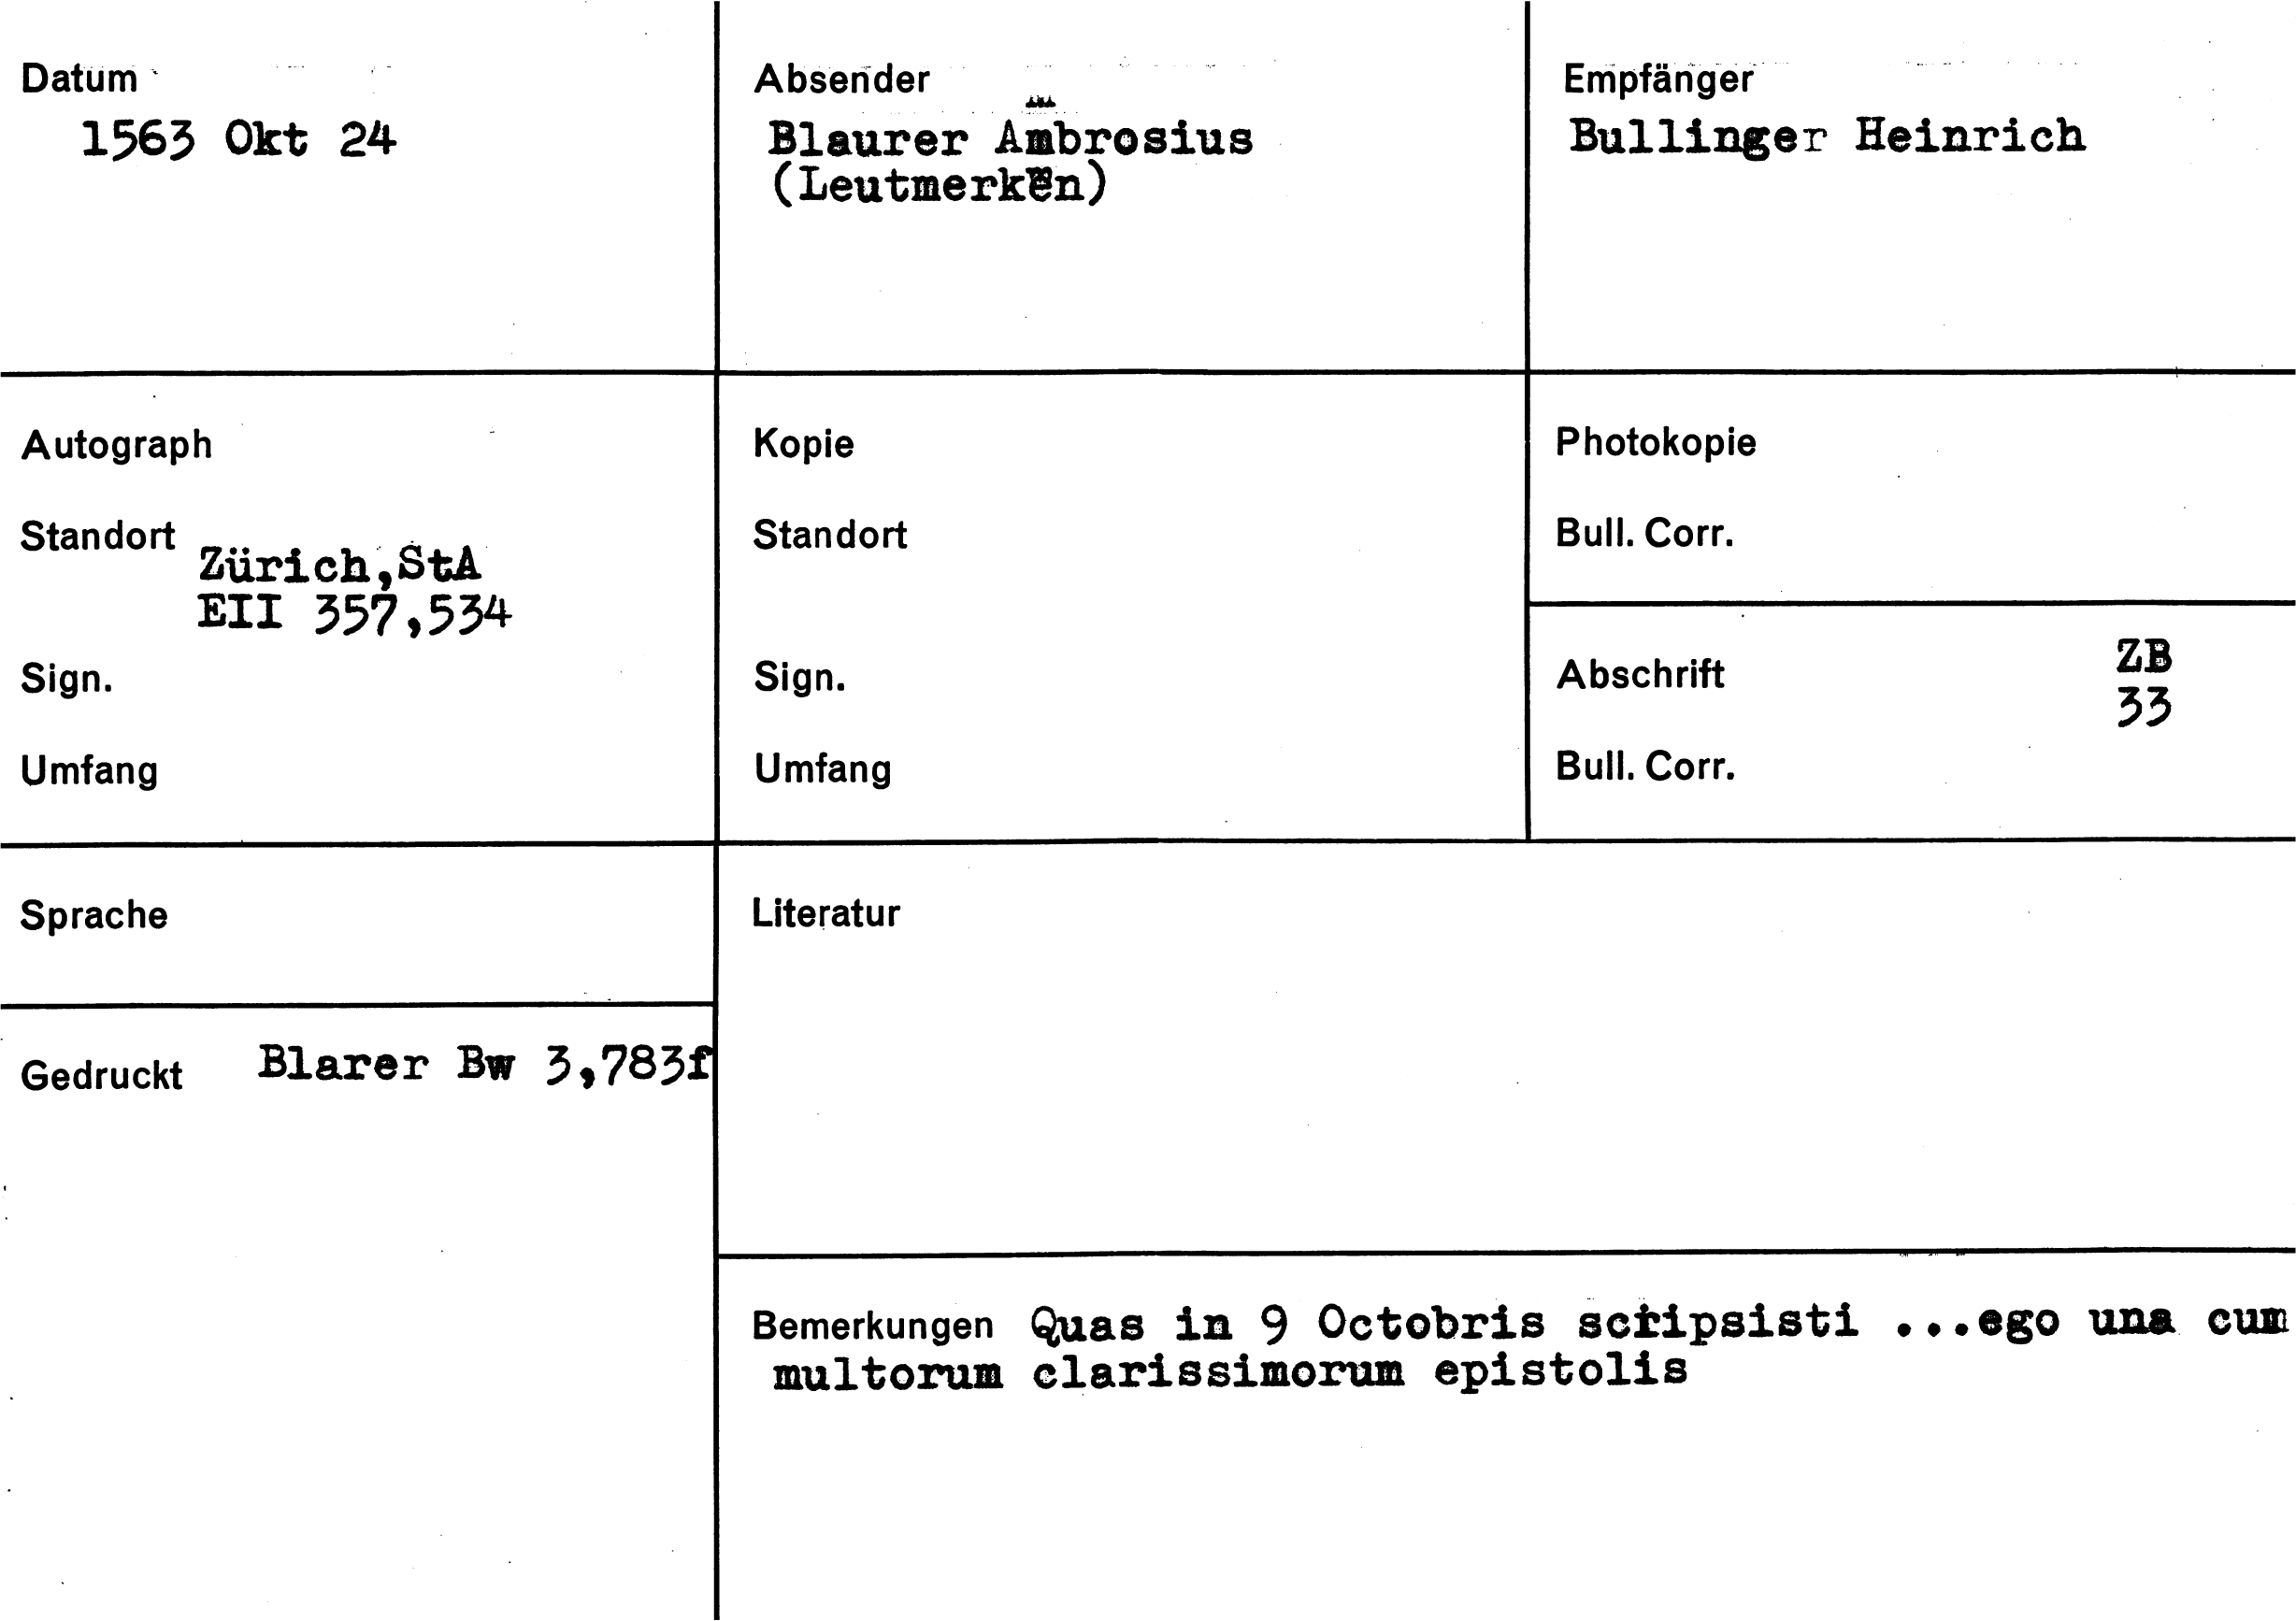 Datum
1563 Okt 24
Absender
Blaurer Ambrosius
(Leutmerken)
Empfänger
Bullinger Heinrich
Autograph
Standort
Zürich,StA
EII 357,534
Sign.
Umfang
Kopie
Standort
Sign.
Umfang
Photokopie
Bull. Corr.
Abschrift
ZB
33
Bull. Corr.
Sprache
Literatur
Gedruckt Blarer Bw 3,783f
Bemerkungen Quas in 9 Octobris scripsisti ...ego una cum
multorum clarissimorum epistolis